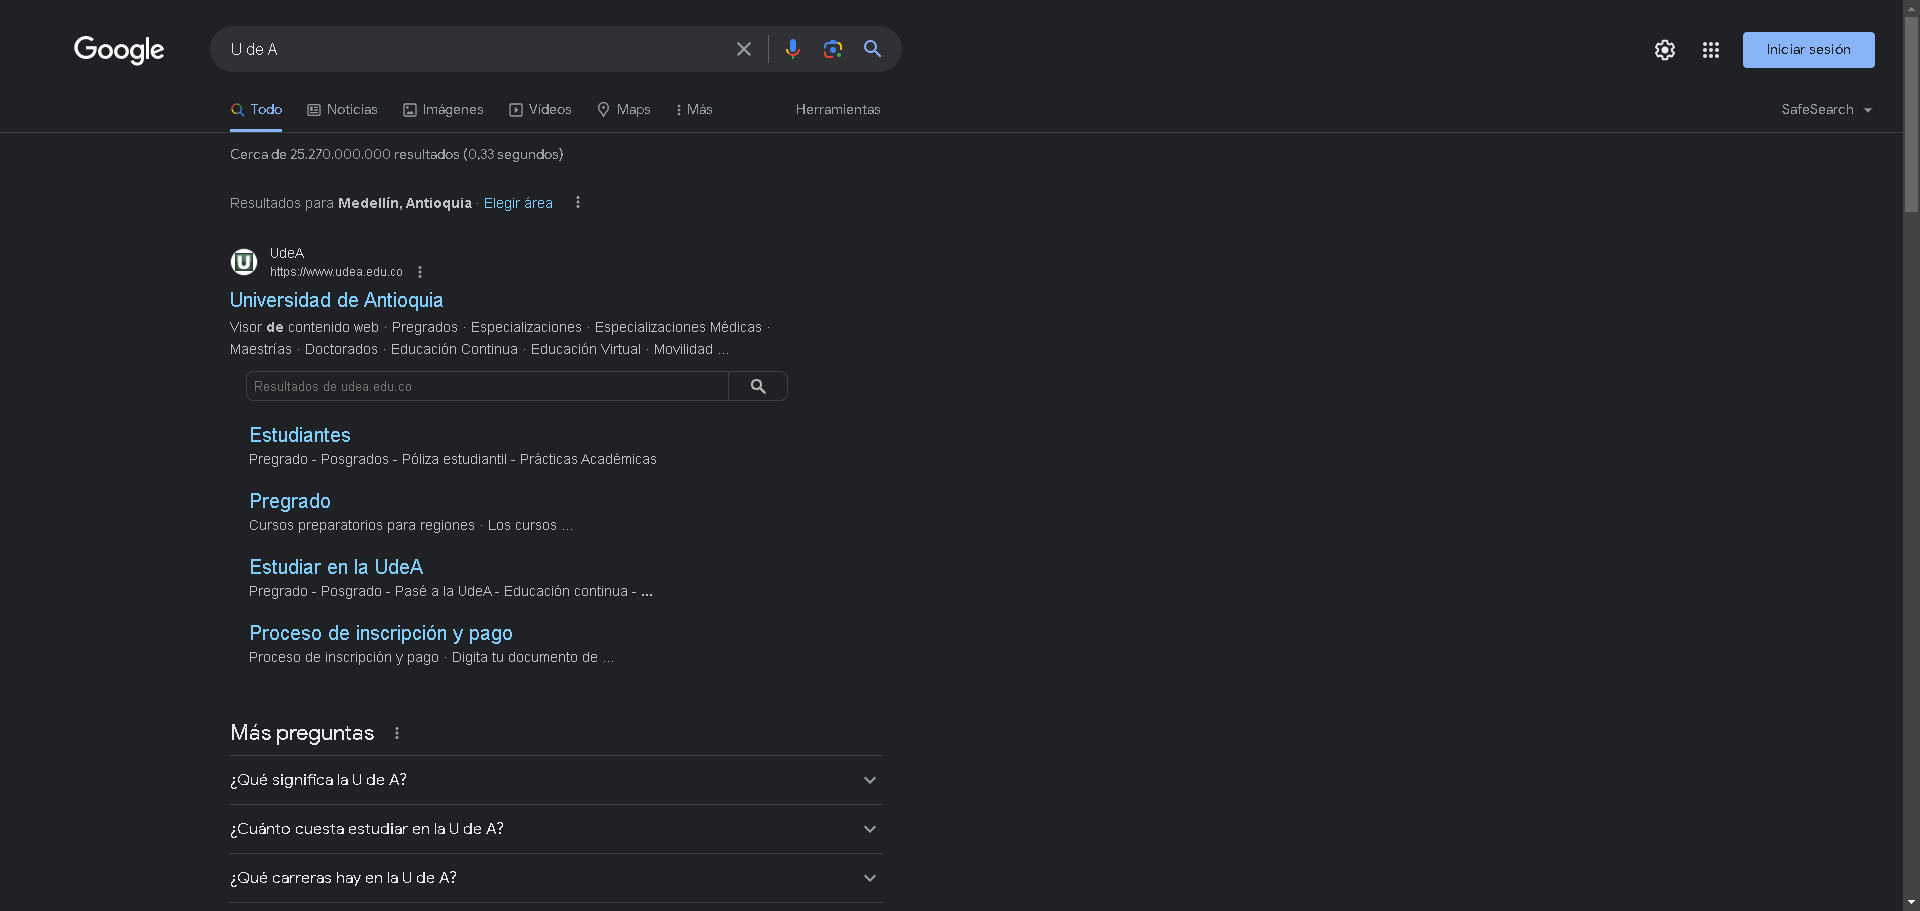 Google
U de A
Iniciar sesión
Todo Noticias Imágenes Vídeos Maps Más Herramientas SafeSearch
Cerca de 25.270.000.000 resultados (0,33 segundos)
Resultados para Medellín, Antioquia · Elegir área
UdeA
https://www.udea.edu.co
Universidad de Antioquia
Visor de contenido web · Pregrados · Especializaciones · Especializaciones Médicas ·
Maestrías · Doctorados · Educación Continua · Educación Virtual · Movilidad ...
Resultados de udea.edu.co
Estudiantes
Pregrado - Posgrados - Póliza estudiantil - Prácticas Académicas
Pregrado
Cursos preparatorios para regiones · Los cursos ...
Estudiar en la UdeA
Pregrado - Posgrado - Pasé a la UdeA - Educación continua - ...
Proceso de inscripción y pago
Proceso de inscripción y pago · Digita tu documento de ...
Más preguntas
¿Qué significa la U de A?
¿Cuánto cuesta estudiar en la U de A?
¿Qué carreras hay en la U de A?